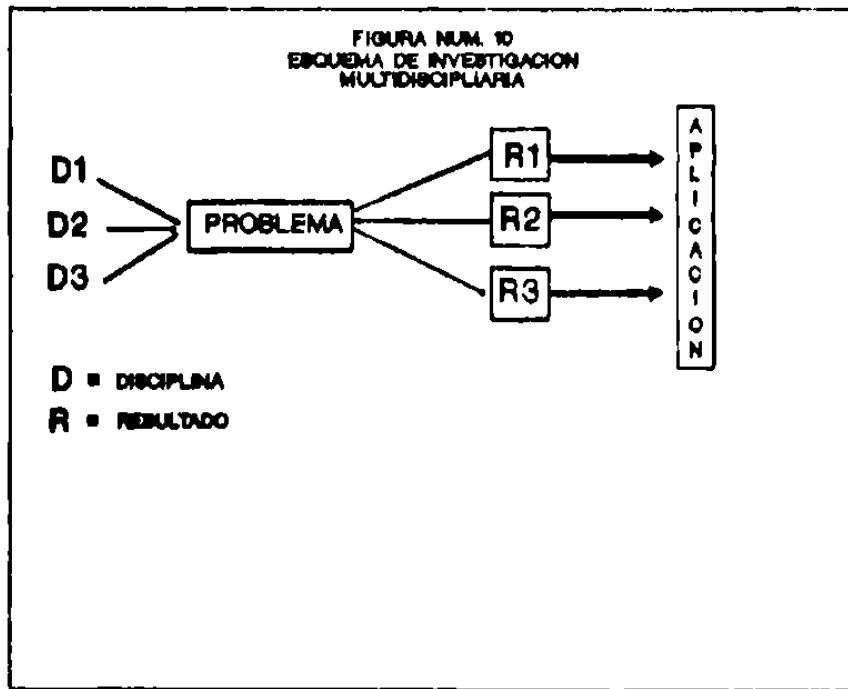 FIGURA NUM. 10
ESQUEMA DE INVESTIGACION
MULTIDISCIPLIARIA
D1
D2
D3
PROBLEMA
R1
R2
R3
APLICACION
D = DISCIPLINA
R = RESULTADO